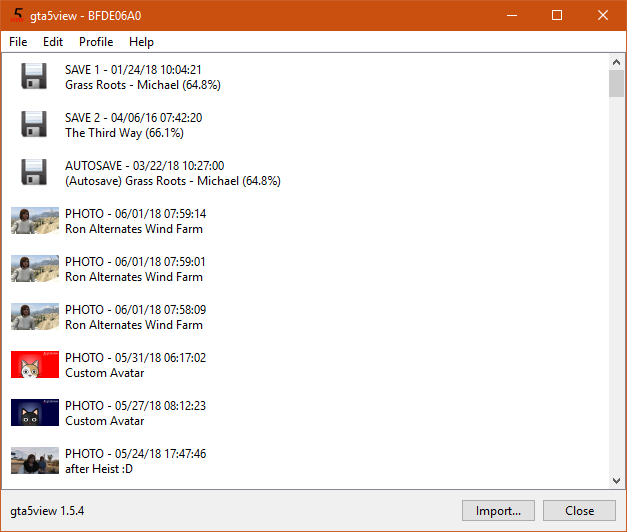 gta5view - BFDE06A0
File Edit Profile Help
SAVE 1 - 01/24/18 10:04:21
Grass Roots - Michael (64.8%)
SAVE 2 - 04/06/16 07:42:20
The Third Way (66.1%)
AUTOSAVE - 03/22/18 10:27:00
(Autosave) Grass Roots - Michael (64.8%)
PHOTO - 06/01/18 07:59:14
Ron Alternates Wind Farm
PHOTO - 06/01/18 07:59:01
Ron Alternates Wind Farm
PHOTO - 06/01/18 07:58:09
Ron Alternates Wind Farm
PHOTO - 05/31/18 06:17:02
Custom Avatar
PHOTO - 05/27/18 08:12:23
Custom Avatar
PHOTO - 05/24/18 17:47:46
after Heist :D
gta5view 1.5.4
Import...
Close